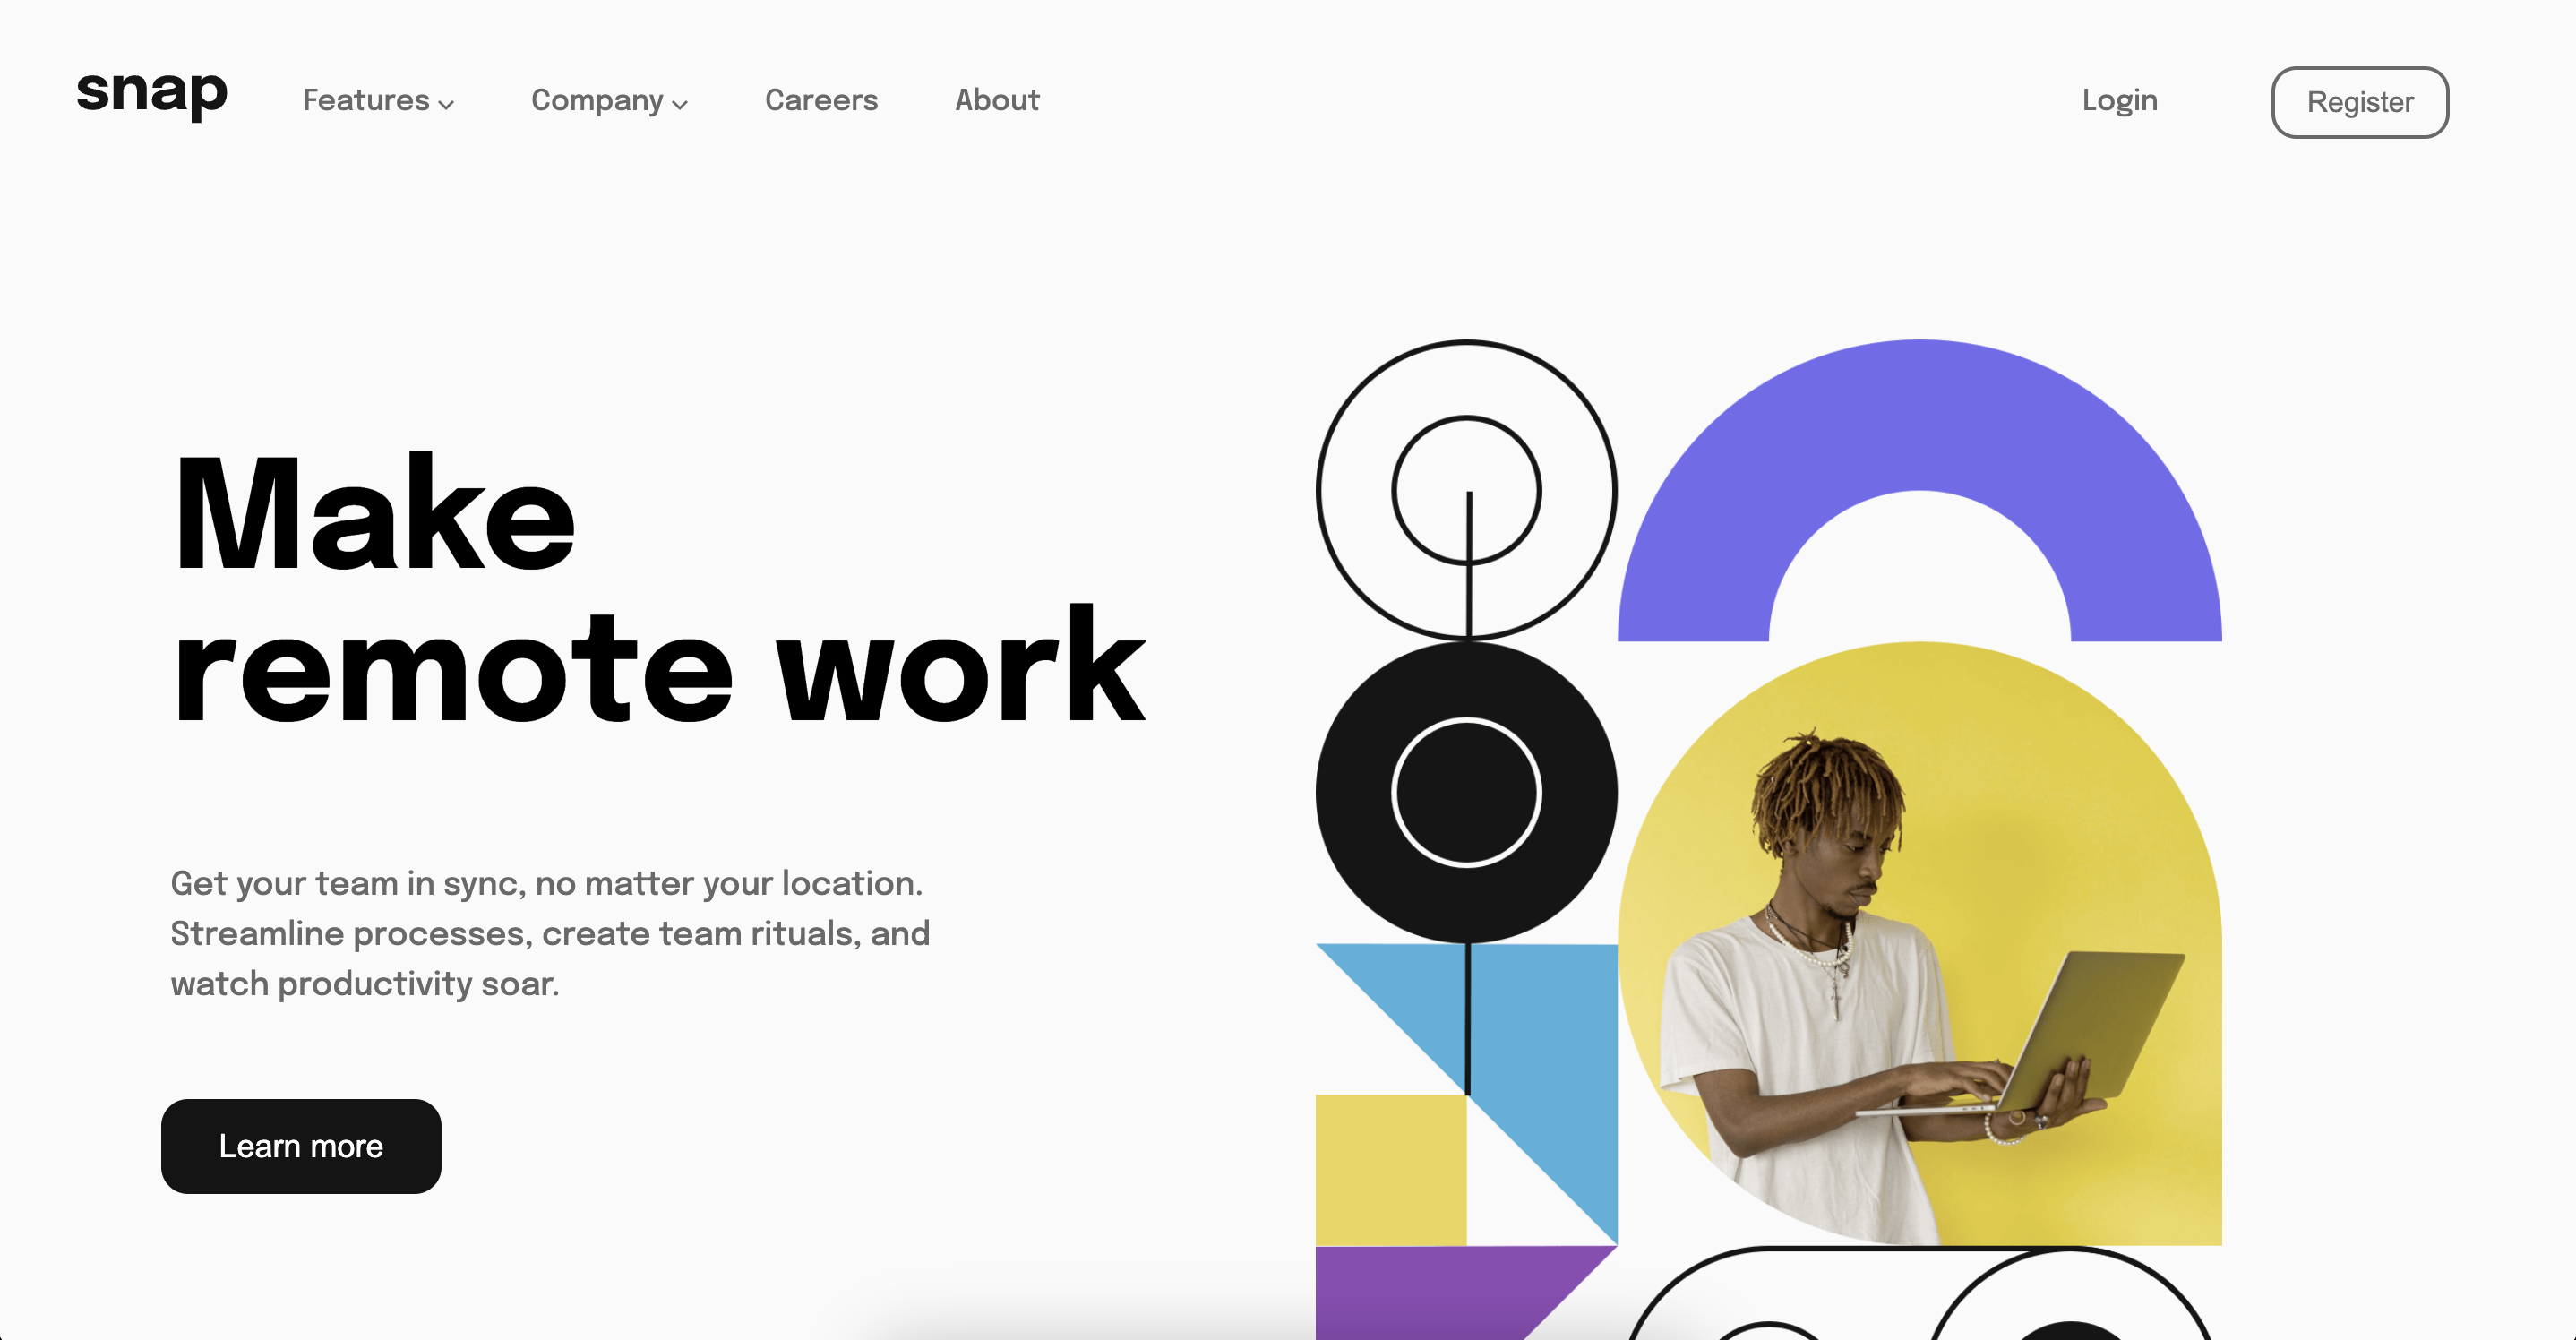 snap
Features
Company
Careers
About
Login
Register
Make
remote work
Get your team in sync, no matter your location.
Streamline processes, create team rituals, and
watch productivity soar.
Learn more